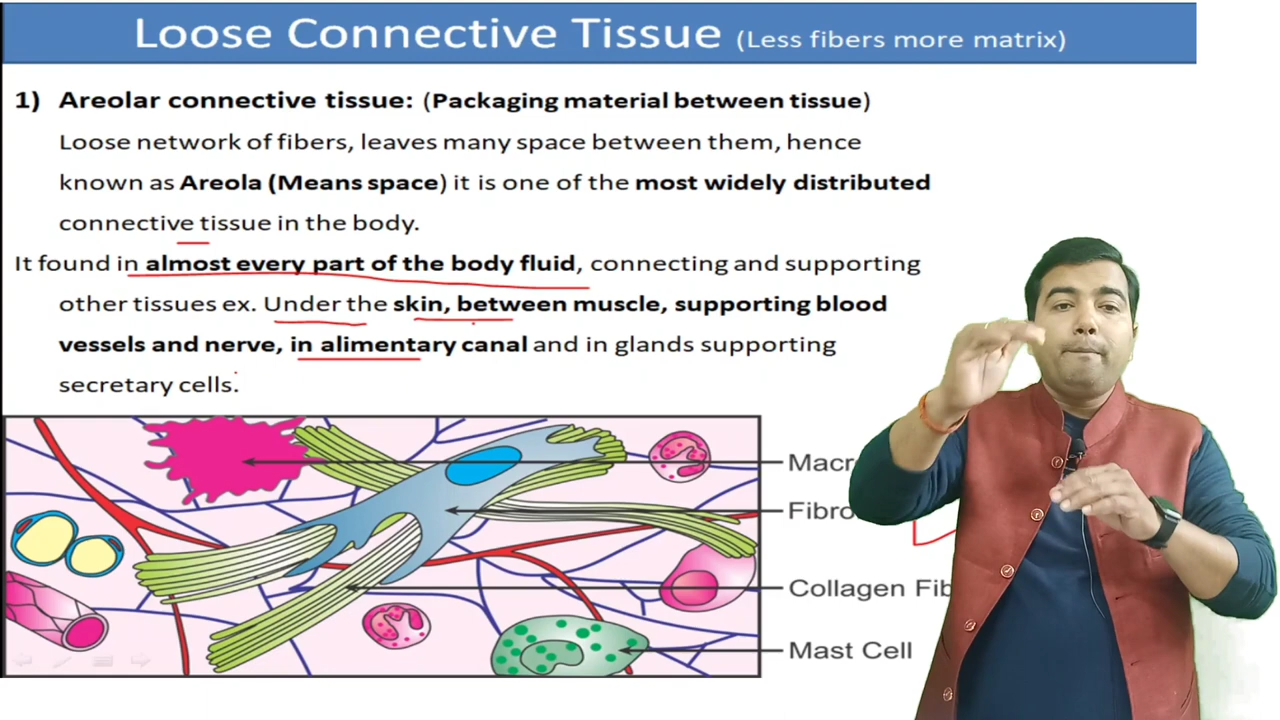 Loose Connective Tissue (Less fibers more matrix)
1) Areolar connective tissue: (Packaging material between tissue)
Loose network of fibers, leaves many space between them, hence
known as Areola (Means space) it is one of the most widely distributed
connective tissue in the body.
It found in almost every part of the body fluid, connecting and supporting
other tissues ex. Under the skin, between muscle, supporting blood
vessels and nerve, in alimentary canal and in glands supporting
secretary cells.
Collagen
Mast Cell